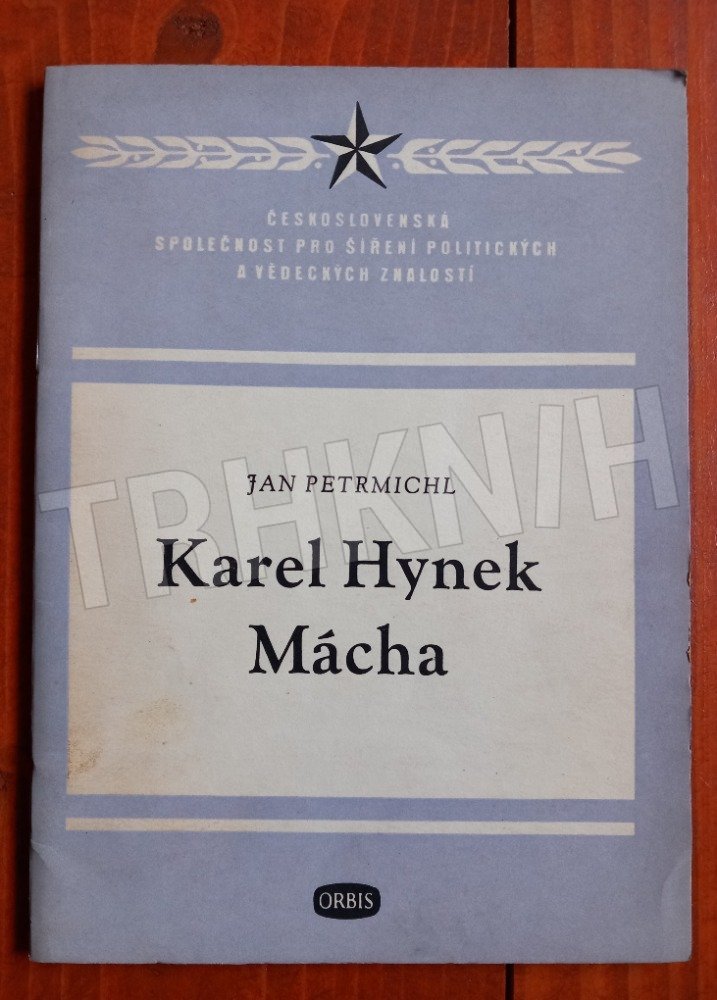 ČESKOSLOVENSKÁ
SPOLEČNOST PRO ŠÍŘENÍ POLITICKÝCH
A VĚDECKÝCH ZNALOSTÍ
JAN PETRMICHL
Karel Hynek
Mácha
TRHKNIH
ORBIS